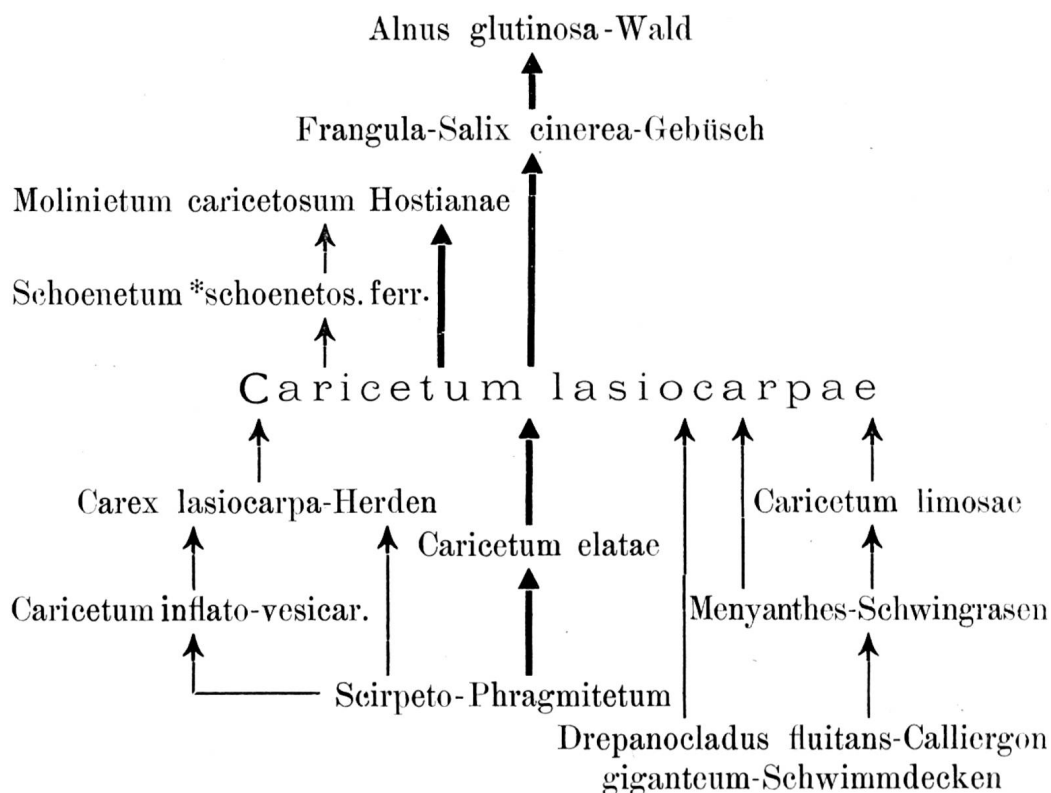 Alnus glutinosa-Wald
Frangula-Salix cinerea-Gebüsch
Molinietum caricetosum Hostianae
Schoenetum *schoenetos. ferr.
Caricetum lasiocarpae
Carex lasiocarpa-Herden
Caricetum limosae
Caricetum elatae
Caricetum inflato-vesicar.
Menyanthes-Schwingrasen
Scirpeto-Phragmitetum
Drepanocladus fluitans-Calliergon
giganteum-Schwimmdecken